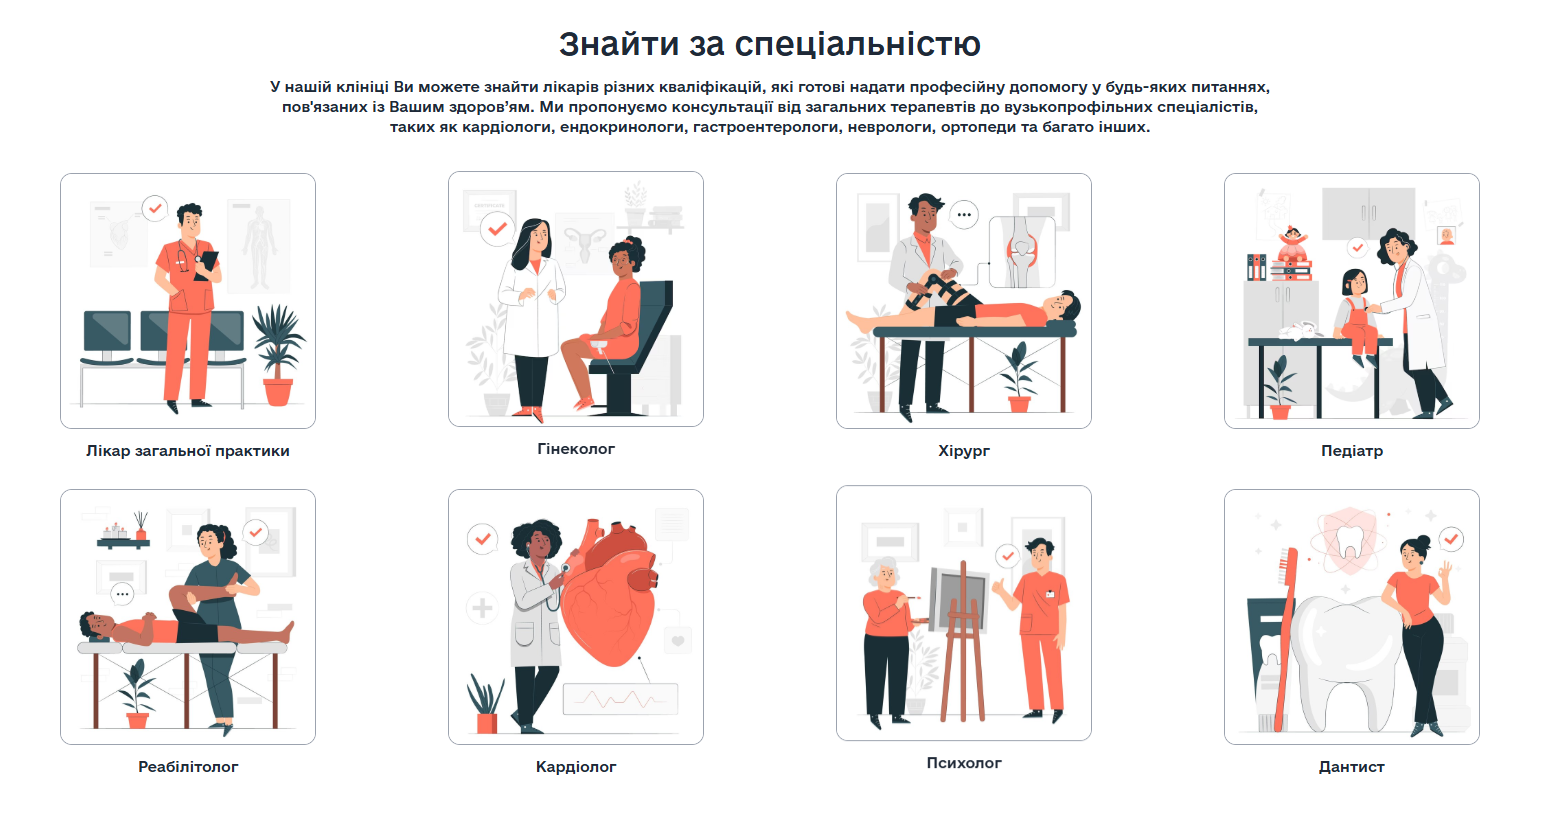 Знайти за спеціальністю
У нашій клініці Ви можете знайти лікарів різних кваліфікацій, які готові надати професійну допомогу у будь-яких питаннях,
пов'язаних із Вашим здоров’ям. Ми пропонуємо консультації від загальних терапевтів до вузькопрофільних спеціалістів,
таких як кардіологи, ендокринологи, гастроентерологи, неврологи, ортопеди та багато інших.
CERTIFICATE
Лікар загальної практики
Гінеколог
Хірург
Педіатр
Реабілітолог
Кардіолог
Психолог
Дантист